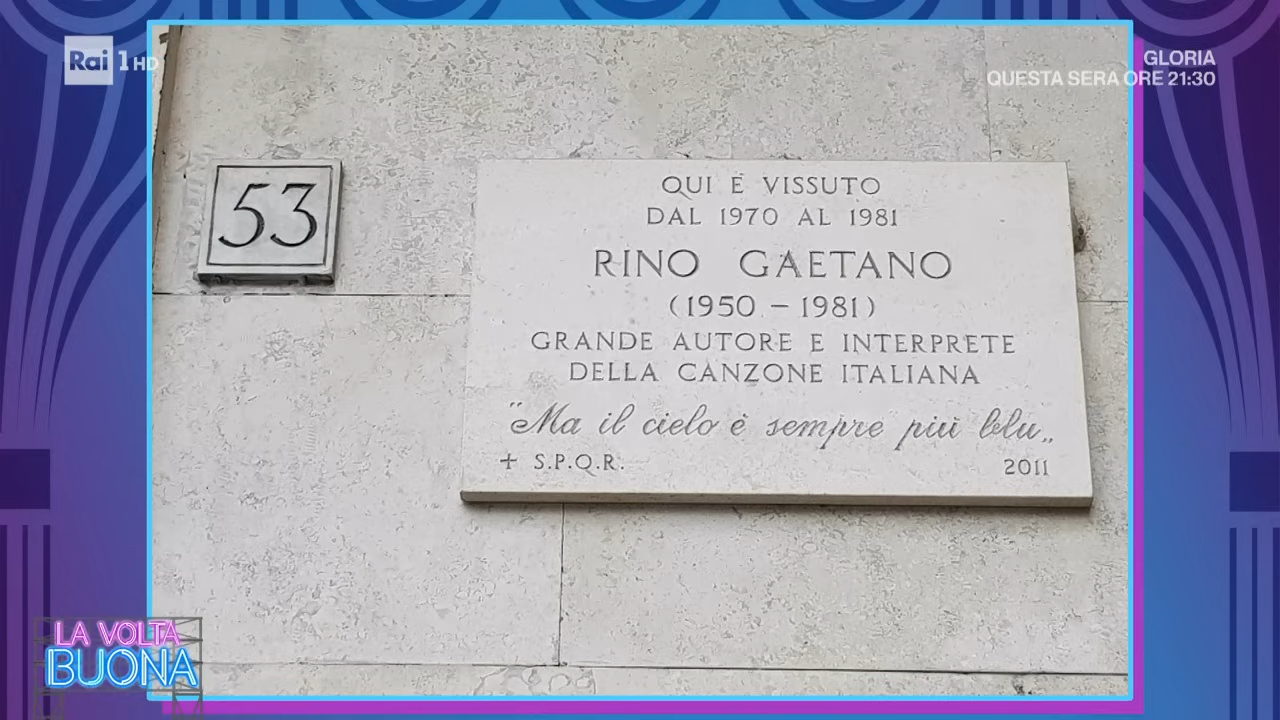 Rai 1 HD
GLORIA
QUESTA SERA ORE 21:30
53
QUI È VISSUTO
DAL 1970 AL 1981
RINO GAETANO
(1950 – 1981)
GRANDE AUTORE E INTERPRETE
DELLA CANZONE ITALIANA
"Ma il cielo è sempre più blu„
+ S.P.Q.R.
2011
LA VOLTA
BUONA